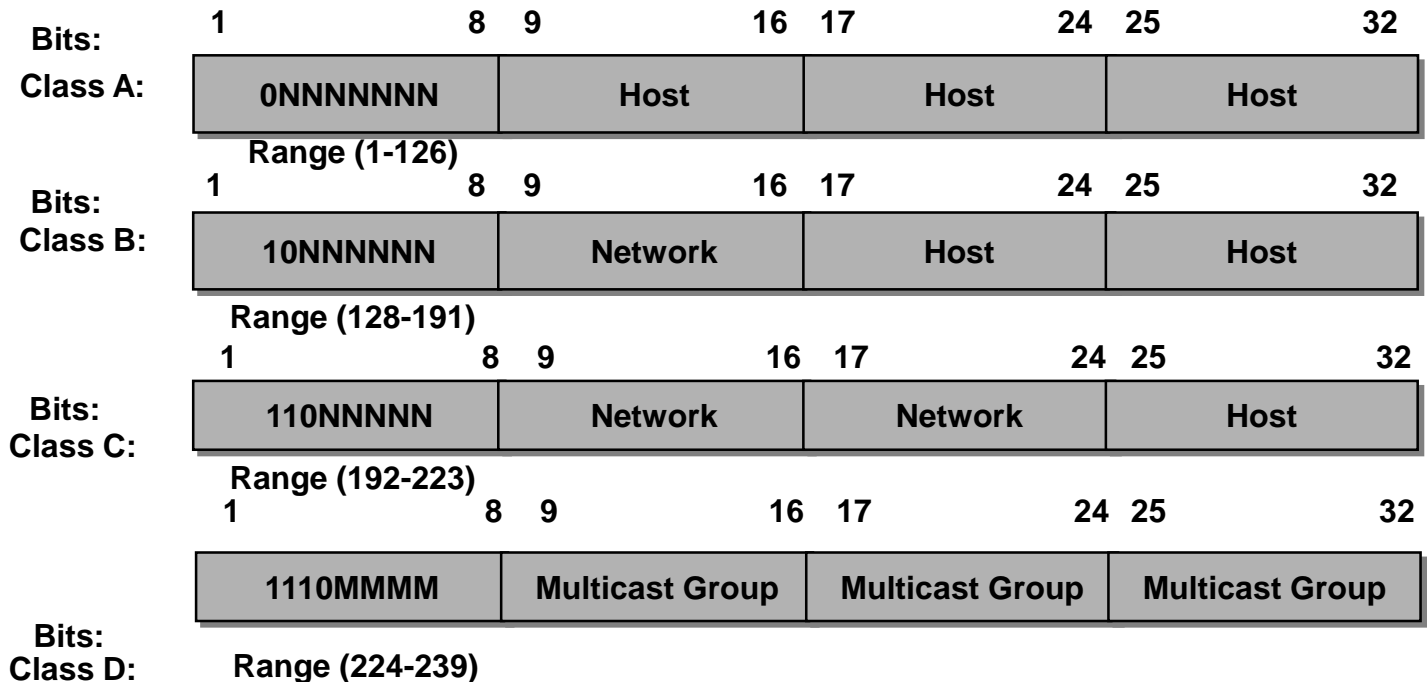 Bits: 1 8 9 16 17 24 25 32
Class A: 0NNNNNNN Host Host Host
Range (1-126)
Bits: 1 8 9 16 17 24 25 32
Class B: 10NNNNNN Network Host Host
Range (128-191)
1 8 9 16 17 24 25 32
Bits:
Class C: 110NNNNN Network Network Host
Range (192-223)
1 8 9 16 17 24 25 32
1110MMMM Multicast Group Multicast Group Multicast Group
Bits:
Class D: Range (224-239)